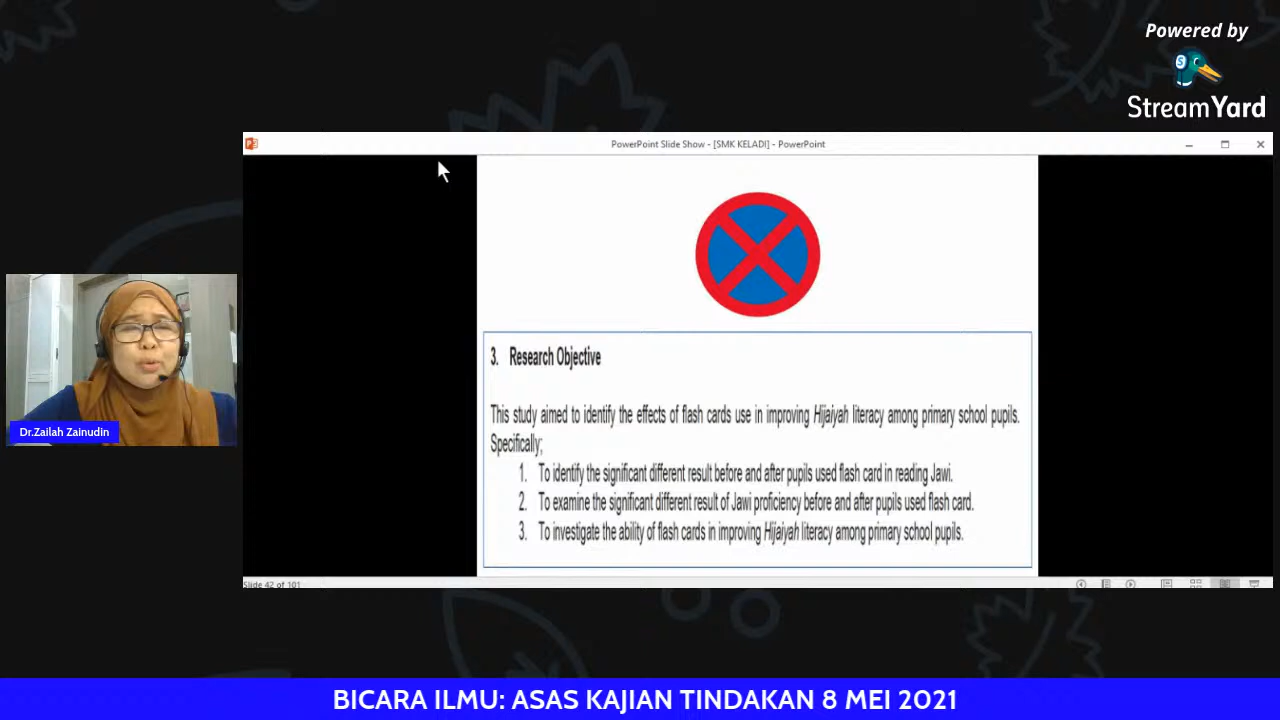 Powered by
StreamYard
PowerPoint Slide Show - [SMK KELADI] - PowerPoint
3. Research Objective
This study aimed to identify the effects of flash cards use in improving Hijaiyah literacy among primary school pupils.
Specifically;
1. To identify the significant different result before and after pupils used flash card in reading Jawi.
2. To examine the significant different result of Jawi proficiency before and after pupils used flash card.
3. To investigate the ability of flash cards in improving Hijaiyah literacy among primary school pupils.
Dr.Zailah Zainudin
Slide 42 of 101
BICARA ILMU: ASAS KAJIAN TINDAKAN 8 MEI 2021